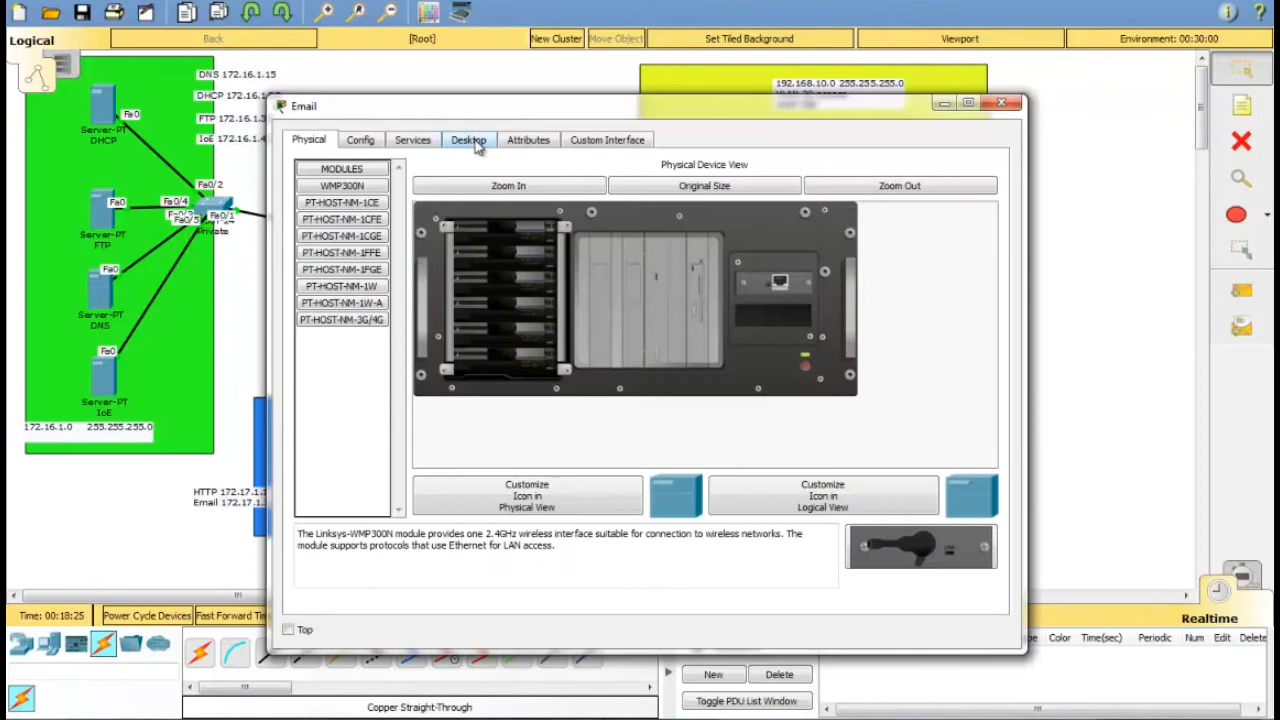 Logical
Back
[Root]
New Cluster
Move Object
Set Tiled Background
Viewport
Environment: 00:30:00
DNS 172.16.1.15
DHCP 172.16.
FTP 172.16.1.3
IoE 172.16.1.4
Fa0
Server-PT
DHCP
Fa0/2
Fa0
Fa0/4
Fa0/1
Fa0/5
Private
Server-PT
FTP
Fa0
Server-PT
DNS
Fa0
Server-PT
IoE
172.16.1.0 255.255.255.0
HTTP 172.17.1.
Email 172.17.1.
192.168.10.0 255.255.255.0
Email
Physical
Config
Services
Desktop
Attributes
Custom Interface
MODULES
WMP300N
PT-HOST-NM-1CE
PT-HOST-NM-1CFE
PT-HOST-NM-1CGE
PT-HOST-NM-1FFE
PT-HOST-NM-1FGE
PT-HOST-NM-1W
PT-HOST-NM-1W-A
PT-HOST-NM-3G/4G
Physical Device View
Zoom In
Original Size
Zoom Out
Customize
Icon in
Physical View
Customize
Icon in
Logical View
The Linksys-WMP300N module provides one 2.4GHz wireless interface suitable for connection to wireless networks. The
module supports protocols that use Ethernet for LAN access.
Top
Time: 00:18:25
Power Cycle Devices
Fast Forward Tim
Realtime
pe
Color
Time(sec)
Periodic
Num
Edit
Delete
New
Delete
Toggle PDU List Window
Copper Straight-Through